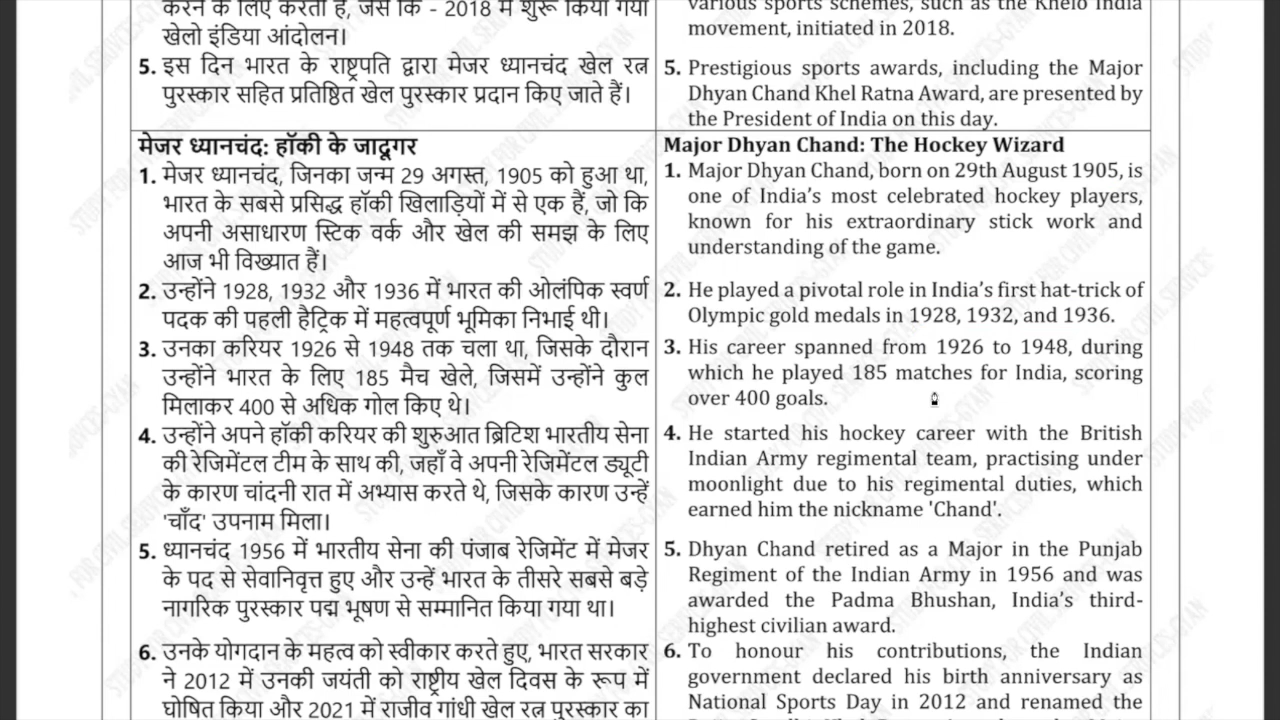 करने के लिए करती है, जैसे कि - 2018 में शुरू किया गया
खेलो इंडिया आंदोलन।
5. इस दिन भारत के राष्ट्रपति द्वारा मेजर ध्यानचंद खेल रत्न
पुरस्कार सहित प्रतिष्ठित खेल पुरस्कार प्रदान किए जाते हैं।
various sports schemes, such as the Khelo India
movement, initiated in 2018.
5. Prestigious sports awards, including the Major
Dhyan Chand Khel Ratna Award, are presented by
the President of India on this day.
मेजर ध्यानचंद: हॉकी के जादूगर
1. मेजर ध्यानचंद, जिनका जन्म 29 अगस्त, 1905 को हुआ था,
भारत के सबसे प्रसिद्ध हॉकी खिलाड़ियों में से एक हैं, जो कि
अपनी असाधारण स्टिक वर्क और खेल की समझ के लिए
आज भी विख्यात हैं।
2. उन्होंने 1928, 1932 और 1936 में भारत की ओलंपिक स्वर्ण
पदक की पहली हैट्रिक में महत्वपूर्ण भूमिका निभाई थी।
3. उनका करियर 1926 से 1948 तक चला था, जिसके दौरान
उन्होंने भारत के लिए 185 मैच खेले, जिसमें उन्होंने कुल
मिलाकर 400 से अधिक गोल किए थे।
4. उन्होंने अपने हॉकी करियर की शुरुआत ब्रिटिश भारतीय सेना
की रेजिमेंटल टीम के साथ की, जहाँ वे अपनी रेजिमेंटल ड्यूटी
के कारण चांदनी रात में अभ्यास करते थे, जिसके कारण उन्हें
'चाँद' उपनाम मिला।
5. ध्यानचंद 1956 में भारतीय सेना की पंजाब रेजिमेंट में मेजर
के पद से सेवानिवृत्त हुए और उन्हें भारत के तीसरे सबसे बड़े
नागरिक पुरस्कार पद्म भूषण से सम्मानित किया गया था।
6. उनके योगदान के महत्व को स्वीकार करते हुए, भारत सरकार
ने 2012 में उनकी जयंती को राष्ट्रीय खेल दिवस के रूप में
घोषित किया और 2021 में राजीव गांधी खेल रत्न पुरस्कार का
Major Dhyan Chand: The Hockey Wizard
1. Major Dhyan Chand, born on 29th August 1905, is
one of India’s most celebrated hockey players,
known for his extraordinary stick work and
understanding of the game.
2. He played a pivotal role in India’s first hat-trick of
Olympic gold medals in 1928, 1932, and 1936.
3. His career spanned from 1926 to 1948, during
which he played 185 matches for India, scoring
over 400 goals.
4. He started his hockey career with the British
Indian Army regimental team, practising under
moonlight due to his regimental duties, which
earned him the nickname 'Chand'.
5. Dhyan Chand retired as a Major in the Punjab
Regiment of the Indian Army in 1956 and was
awarded the Padma Bhushan, India’s third-
highest civilian award.
6. To honour his contributions, the Indian
government declared his birth anniversary as
National Sports Day in 2012 and renamed the